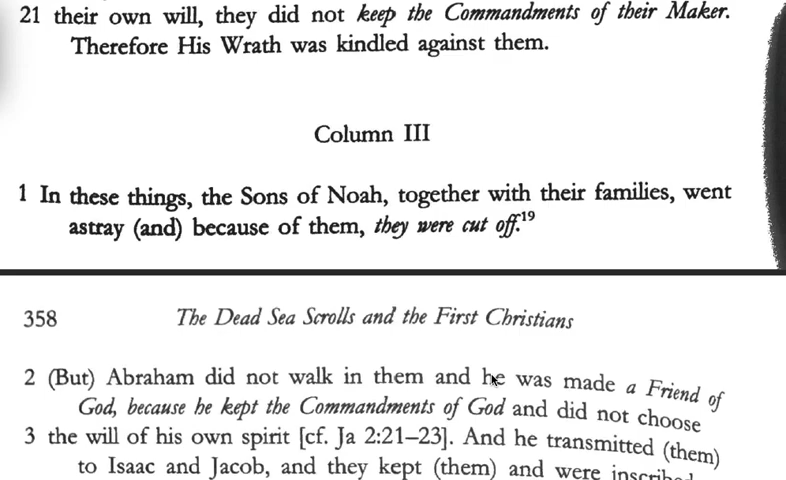 21 their own will, they did not keep the Commandments of their Maker.
Therefore His Wrath was kindled against them.
Column III
1 In these things, the Sons of Noah, together with their families, went
astray (and) because of them, they were cut off.19
358 The Dead Sea Scrolls and the First Christians
2 (But) Abraham did not walk in them and he was made a Friend of
God, because he kept the Commandments of God and did not choose
3 the will of his own spirit [cf. Ja 2:21–23]. And he transmitted (them)
to Isaac and Jacob, and they kept (them) and were inscribed